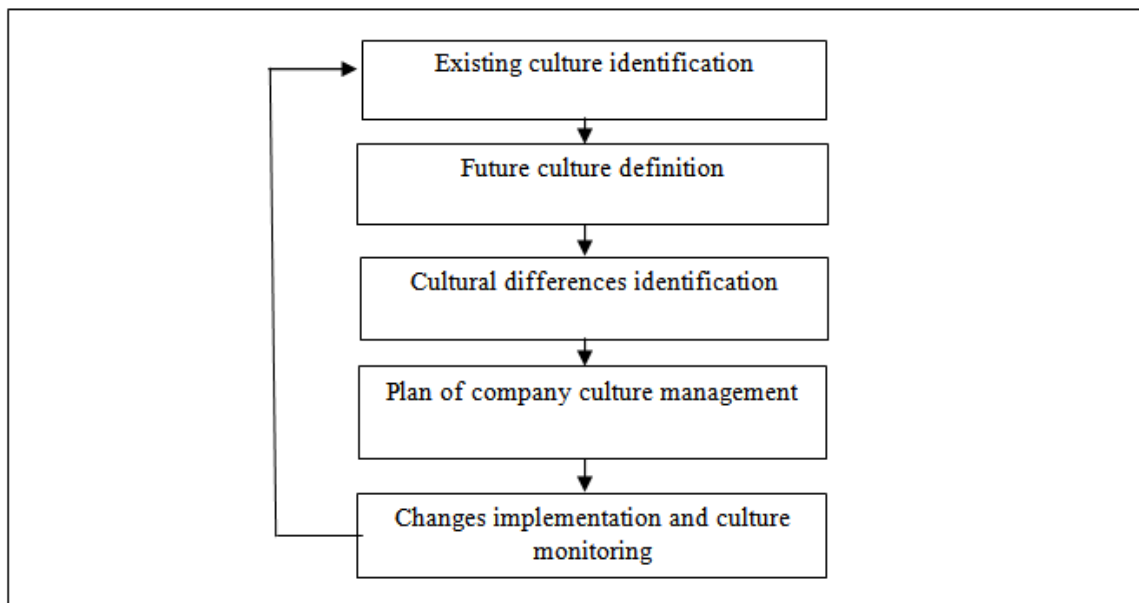 Existing culture identification
Future culture definition
Cultural differences identification
Plan of company culture management
Changes implementation and culture
monitoring